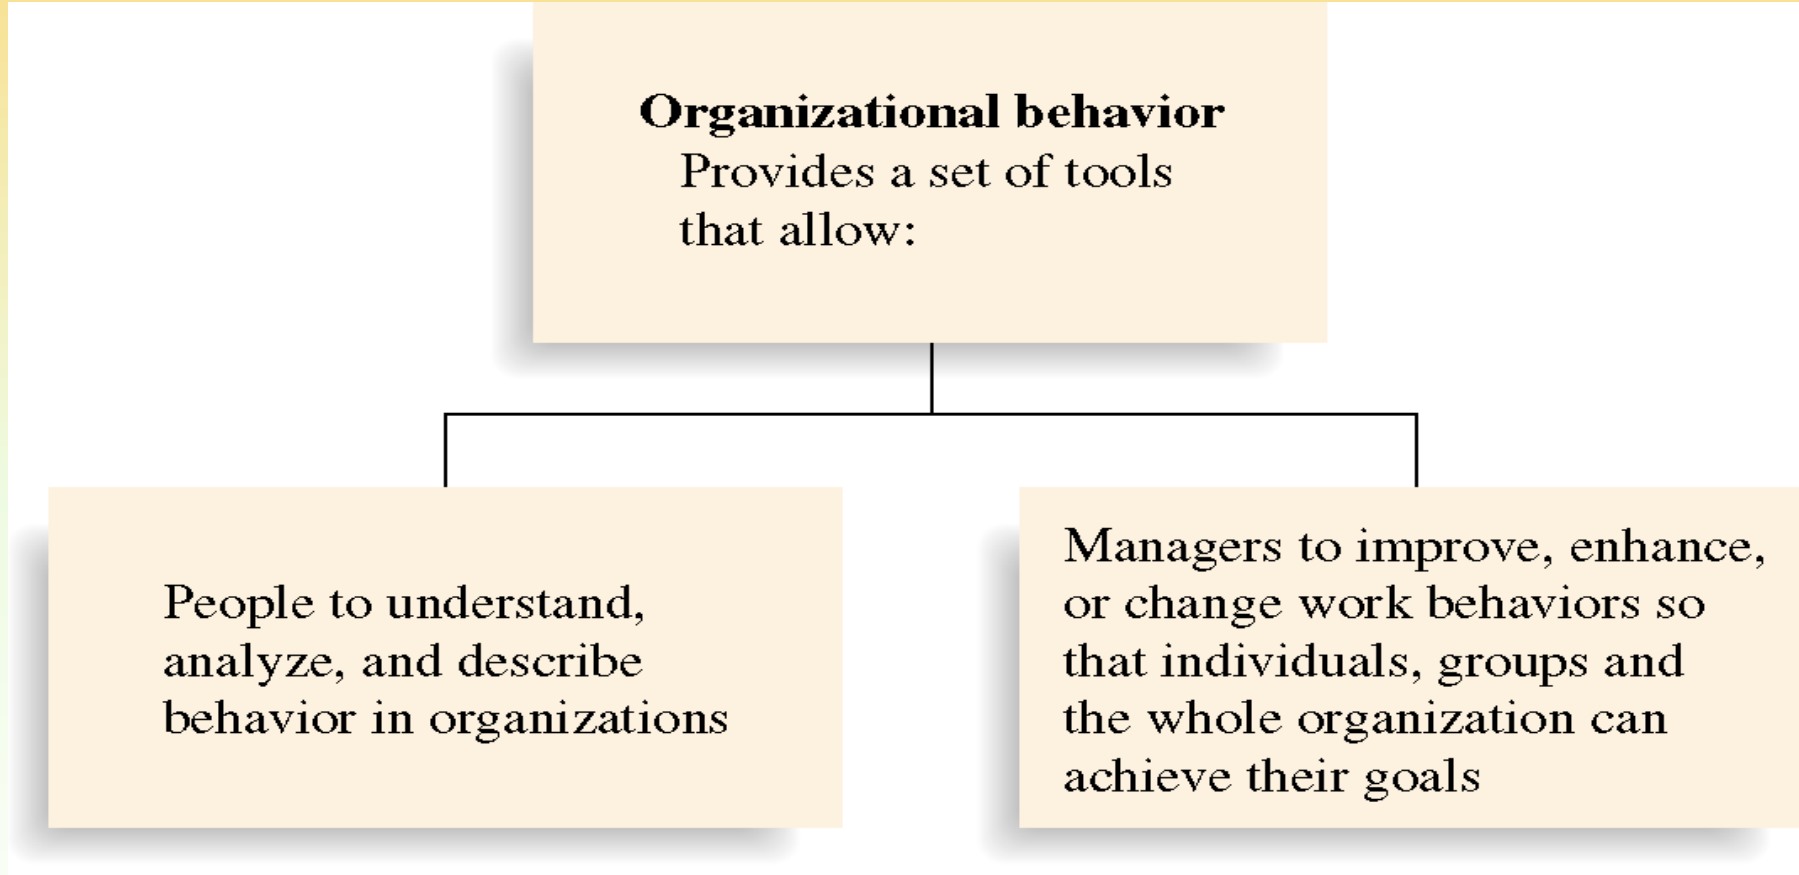 Organizational behavior
Provides a set of tools
that allow:
People to understand,
analyze, and describe
behavior in organizations
Managers to improve, enhance,
or change work behaviors so
that individuals, groups and
the whole organization can
achieve their goals